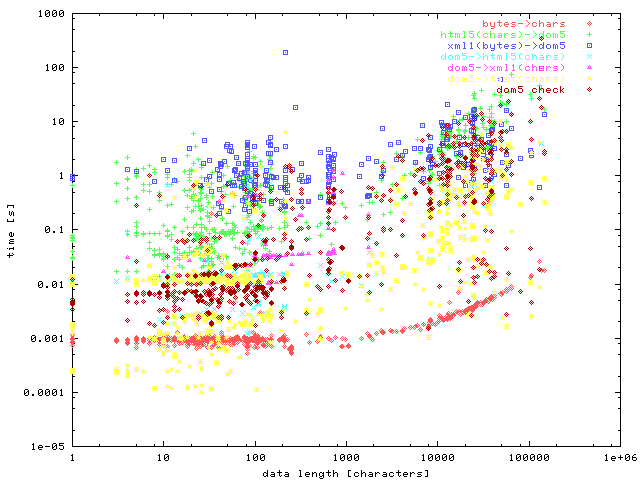 1000
100
10
1
0.1
0.01
0.001
0.0001
1e-05
time [s]
bytes->chars
html5(chars)->dom5
xml1(bytes)->dom5
dom5->html5(chars)
dom5->xml1(chars)
dom5 check
1 10 100 1000 10000 100000 1e+06
data length [characters]